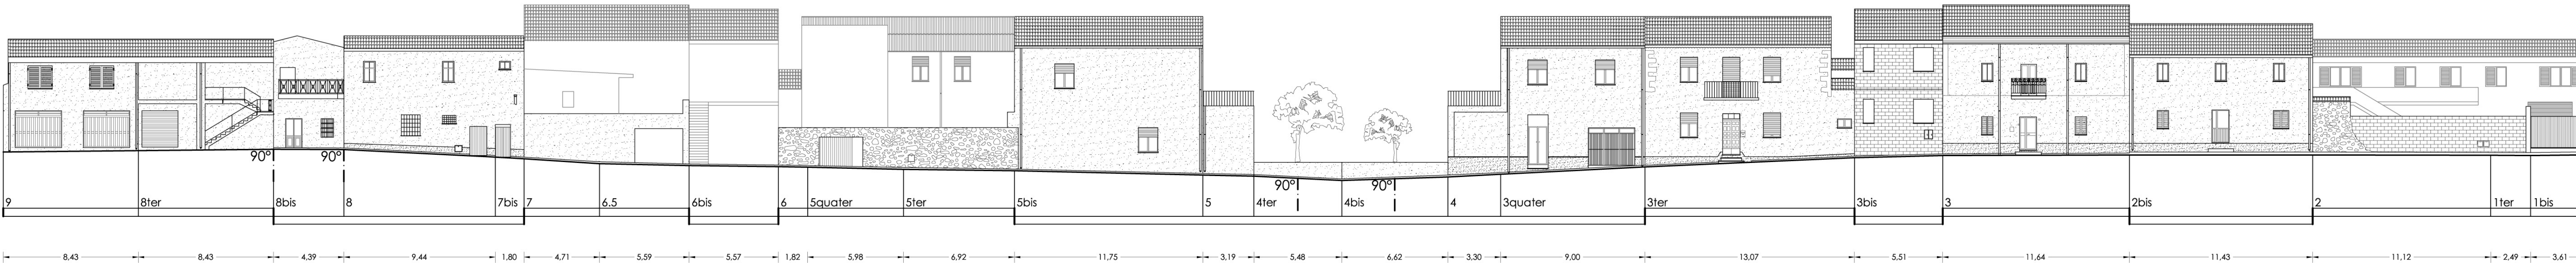 90° 90° 90° 90°
9 8ter 8bis 8 7bis 7 6.5 6bis 6 5quater 5ter 5bis 5 4ter 4bis 4 3quater 3ter 3bis 3 2bis 2 1ter 1bis
8,43 8,43 4,39 9,44 1,80 4,71 5,59 5,57 1,82 5,98 6,92 11,75 3,19 5,48 6,62 3,30 9,00 13,07 5,51 11,64 11,43 11,12 2,49 3,61